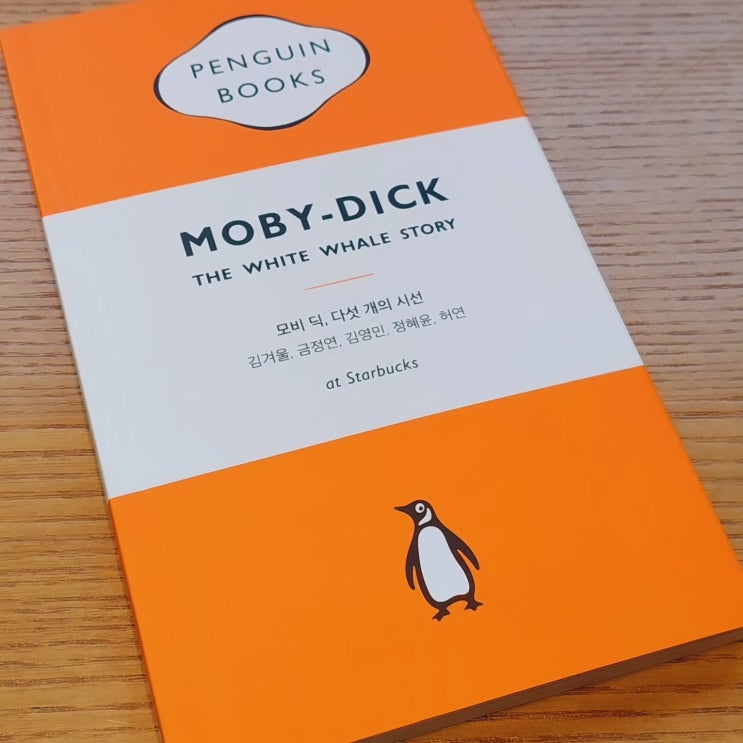 PENGUIN
BOOKS
MOBY-DICK
THE WHITE WHALE STORY
모비 딕, 다섯 개의 시선
김겨울, 금정연, 김영민, 정혜윤, 허연
at Starbucks